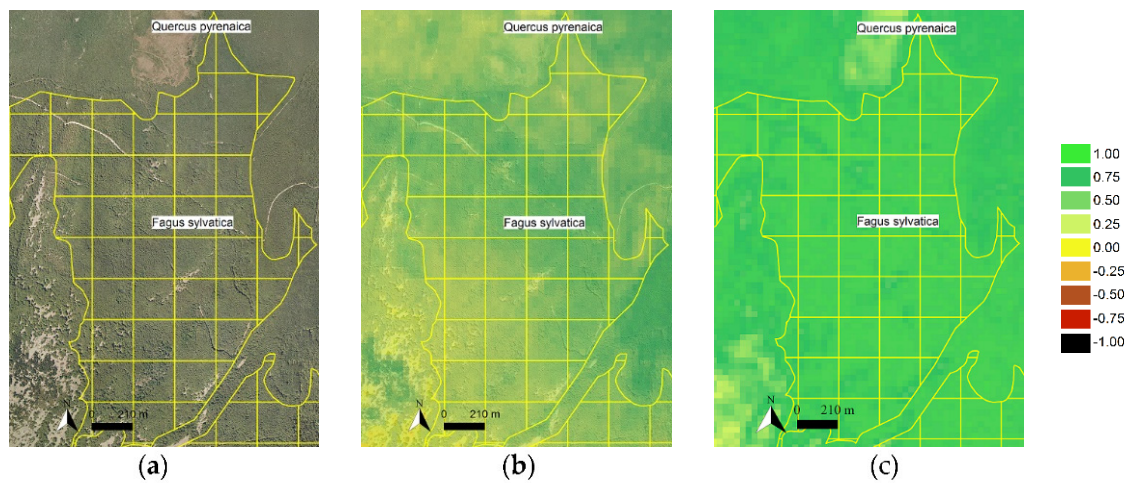 Quercus pyrenaica
Fagus sylvatica
N
0 210 m
(a)
Quercus pyrenaica
Fagus sylvatica
N
0 210 m
(b)
Quercus pyrenaica
Fagus sylvatica
N
0 210 m
(c)
1.00
0.75
0.50
0.25
0.00
-0.25
-0.50
-0.75
-1.00